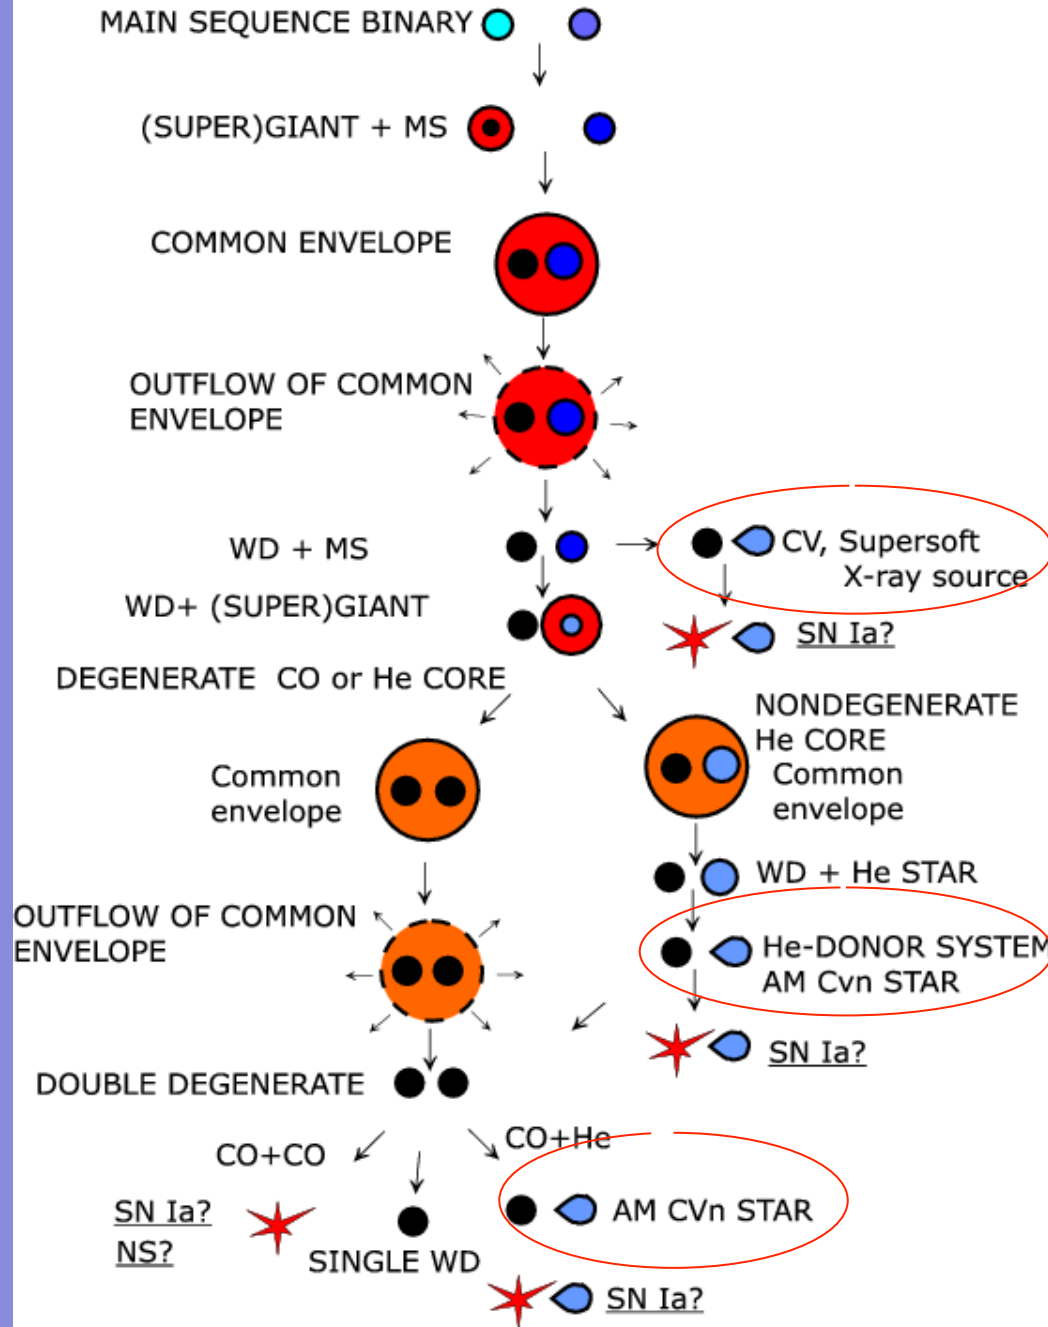 MAIN SEQUENCE BINARY
(SUPER)GIANT + MS
COMMON ENVELOPE
OUTFLOW OF COMMON
ENVELOPE
WD + MS
CV, Supersoft
X-ray source
WD+ (SUPER)GIANT
SN Ia?
DEGENERATE CO or He CORE
NONDEGENERATE
He CORE
Common
envelope
Common
envelope
WD + He STAR
OUTFLOW OF COMMON
ENVELOPE
He-DONOR SYSTEM
AM Cvn STAR
SN Ia?
DOUBLE DEGENERATE
CO+CO
CO+He
SN Ia?
NS?
SINGLE WD
AM CVn STAR
SN Ia?